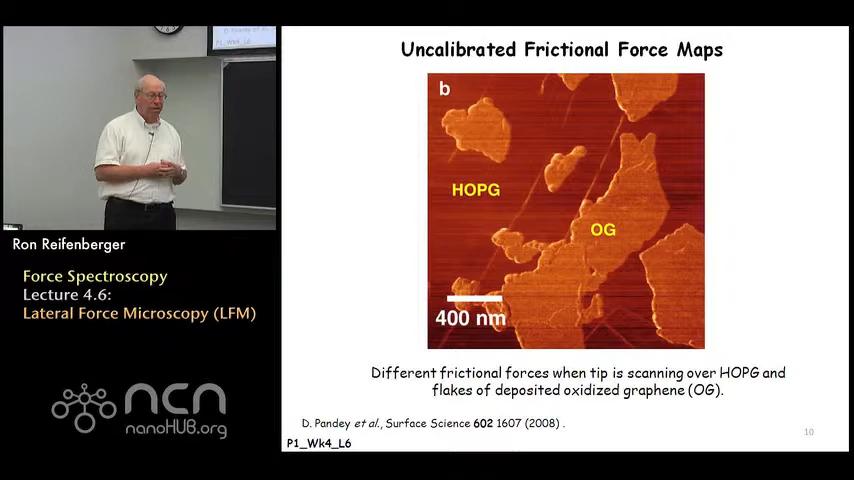 Uncalibrated Frictional Force Maps
b
HOPG
OG
400 nm
Different frictional forces when tip is scanning over HOPG and
flakes of deposited oxidized graphene (OG).
D. Pandey et al., Surface Science 602 1607 (2008) .
P1_Wk4_L6
10
P1_Wk4_L6
Ron Reifenberger
Force Spectroscopy
Lecture 4.6:
Lateral Force Microscopy (LFM)
ncn
nanoHUB.org